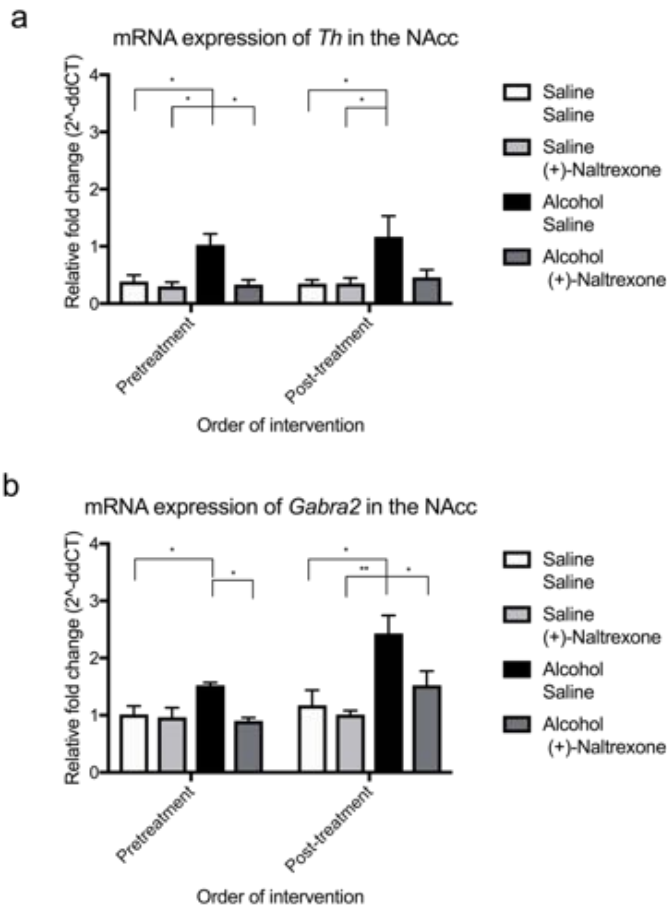 a
mRNA expression of Th in the NAcc
Relative fold change (2^-ddCT)
4
3
2
1
0
* * * * *
Pretreatment
Post-treatment
Order of intervention
Saline
Saline
Saline
(+)-Naltrexone
Alcohol
Saline
Alcohol
(+)-Naltrexone
b
mRNA expression of Gabra2 in the NAcc
Relative fold change (2^-ddCT)
4
3
2
1
0
* * * ** *
Pretreatment
Post-treatment
Order of intervention
Saline
Saline
Saline
(+)-Naltrexone
Alcohol
Saline
Alcohol
(+)-Naltrexone